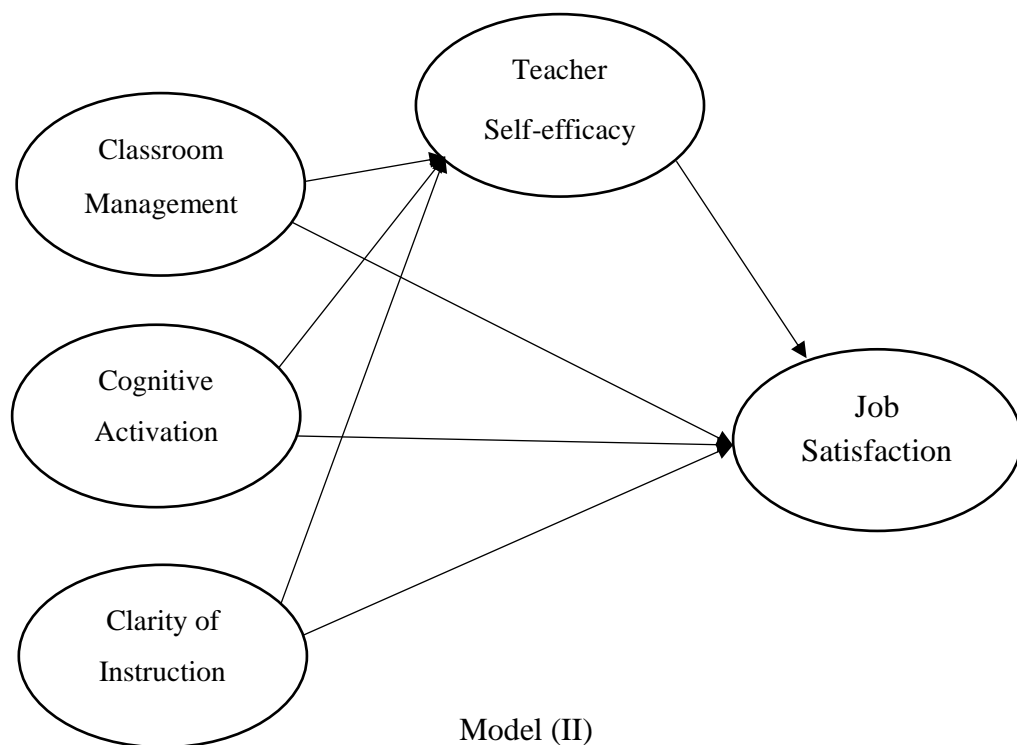 Teacher
Self-efficacy
Classroom
Management
Cognitive
Activation
Job
Satisfaction
Clarity of
Instruction
Model (II)